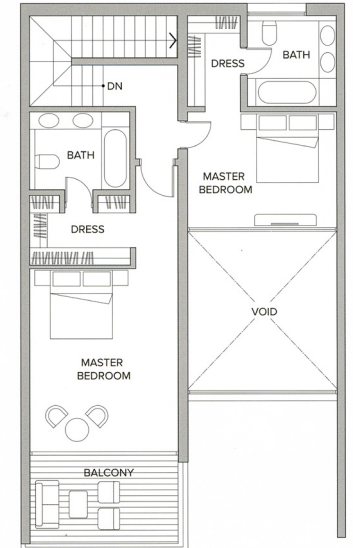 DRESS
BATH
DN
BATH
MASTER
BEDROOM
DRESS
VOID
MASTER
BEDROOM
BALCONY